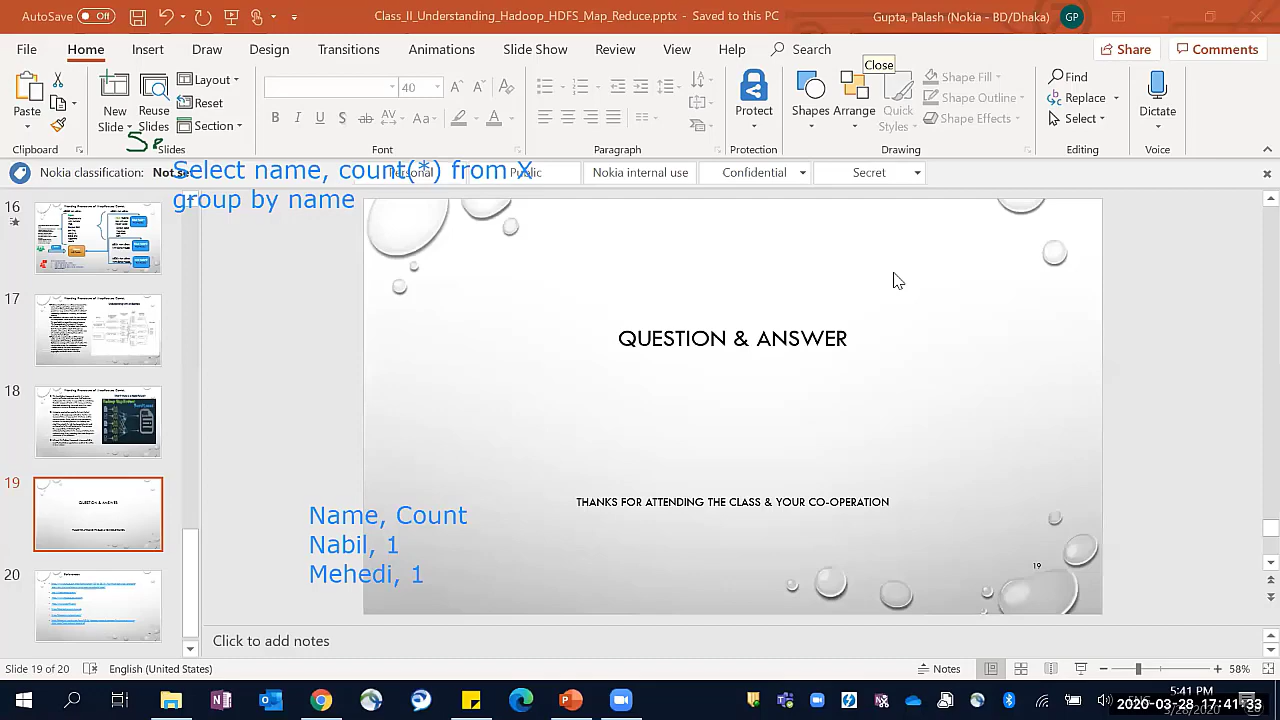 AutoSave Off
Class_II_Understanding_Hadoop_HDFS_Map_Reduce.pptx - Saved to this PC
Gupta, Palash (Nokia - BD/Dhaka) GP
File Home Insert Draw Design Transitions Animations Slide Show Review View Help Search Share Comments
Close
Paste
New Slide
Reuse Slides
Layout
Reset
Section
40
Protect
Shapes
Arrange
Quick Styles
Shape Fill
Shape Outline
Shape Effects
Find
Replace
Select
Dictate
Clipboard
Slides
Font
Paragraph
Protection
Drawing
Editing
Voice
Nokia classification: Not se
Personal
Public
Nokia internal use
Confidential
Secret
Select name, count(*) from X
group by name
16
17
18
19
20
QUESTION & ANSWER
THANKS FOR ATTENDING THE CLASS & YOUR CO-OPERATION
19
Name, Count
Nabil, 1
Mehedi, 1
Click to add notes
Slide 19 of 20
English (United States)
Notes
58%
ENG
5:41 PM
2020-03-28 17:41:33